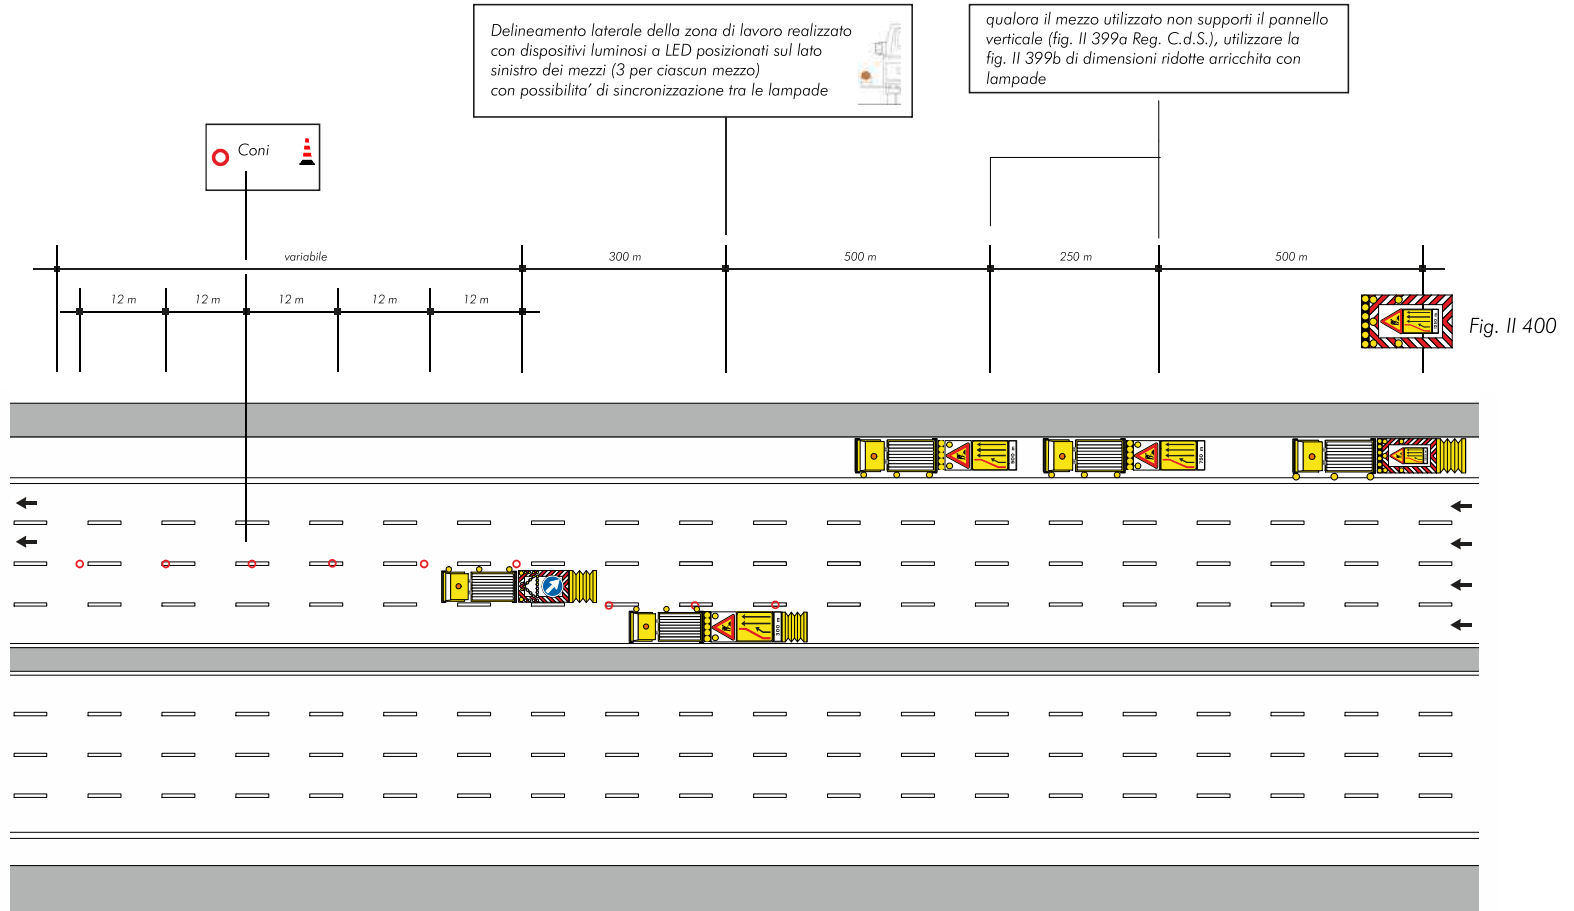 Delineamento laterale della zona di lavoro realizzato
con dispositivi luminosi a LED posizionati sul lato
sinistro dei mezzi (3 per ciascun mezzo)
con possibilita' di sincronizzazione tra le lampade
qualora il mezzo utilizzato non supporti il pannello
verticale (fig. II 399a Reg. C.d.S.), utilizzare la
fig. II 399b di dimensioni ridotte arricchita con
lampade
Coni
variabile
300 m
500 m
250 m
500 m
12 m
12 m
12 m
12 m
12 m
Fig. II 400
750 m
300 m